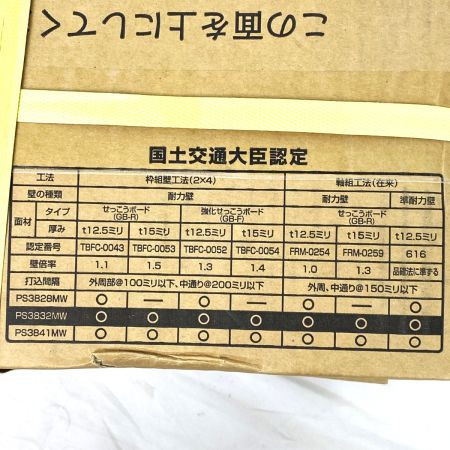 この面を上にしてく
国土交通大臣認定
工法 枠組壁工法(2×4) 軸組工法(在来)
壁の種類 耐力壁 耐力壁 準耐力壁
面材 タイプ せっこうボード(GB-R) 強化せっこうボード(GB-F) せっこうボード(GB-R)
厚み t12.5ミリ t15ミリ t12.5ミリ t15ミリ t12.5ミリ t15ミリ t12.5ミリ
認定番号 TBFC-0043 TBFC-0053 TBFC-0052 TBFC-0054 FRM-0254 FRM-0259 616
壁倍率 1.1 1.5 1.3 1.4 1.0 1.3 品確法に準ずる
打込間隔 外周部@100ミリ以下、中通り@200ミリ以下 外周、中通り@150ミリ以下
PS3828MW ○ — ○ — ○ — ○
PS3832MW ○ ○ ○ ○ ○ ○ ○
PS3841MW ○ ○ ○ ○ ○ ○ ○